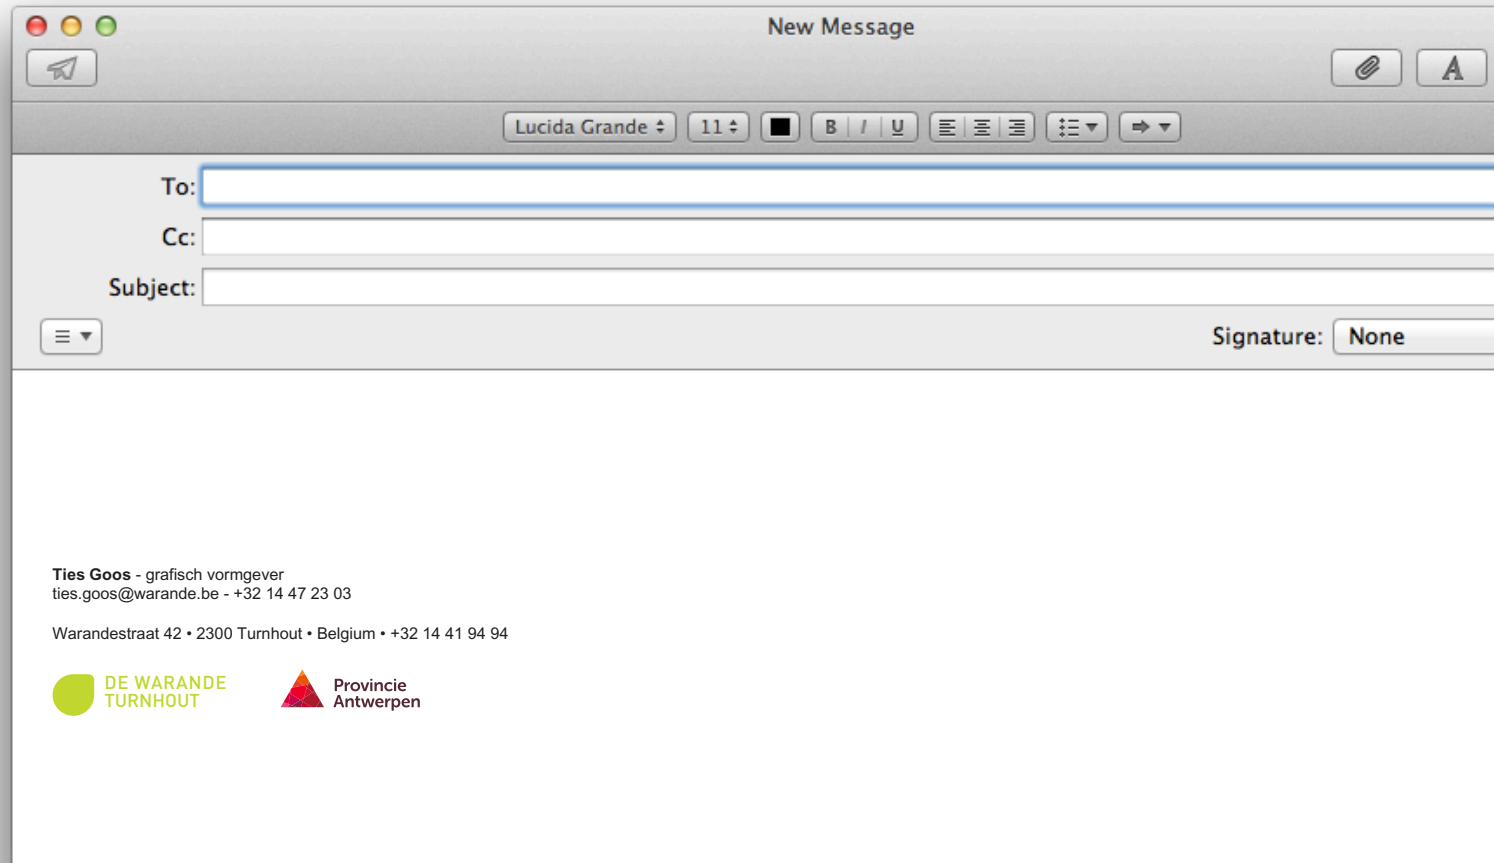 New Message
Lucida Grande 11 B I U
To:
Cc:
Subject:
Signature: None
Ties Goos - grafisch vormgever
ties.goos@warande.be - +32 14 47 23 03
Warandestraat 42 • 2300 Turnhout • Belgium • +32 14 41 94 94
DE WARANDE
TURNHOUT
Provincie
Antwerpen